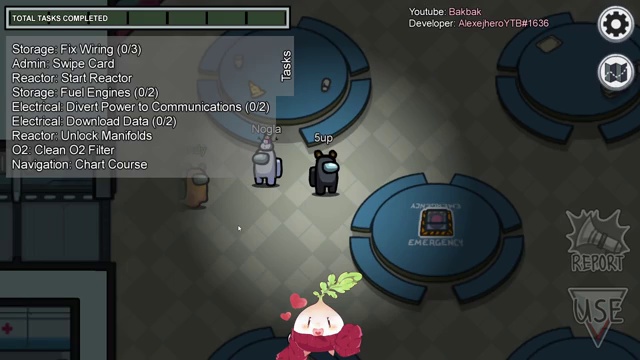 TOTAL TASKS COMPLETED
Youtube: Bakbak
Developer: AlexejheroYTB#1636
Storage: Fix Wiring (0/3)
Admin: Swipe Card
Reactor: Start Reactor
Storage: Fuel Engines (0/2)
Electrical: Divert Power to Communications (0/2)
Electrical: Download Data (0/2)
Reactor: Unlock Manifolds
O2: Clean O2 Filter
Navigation: Chart Course
Tasks
Nogla
5up
EMERGENCY
EMERGENCY
REPORT
USE